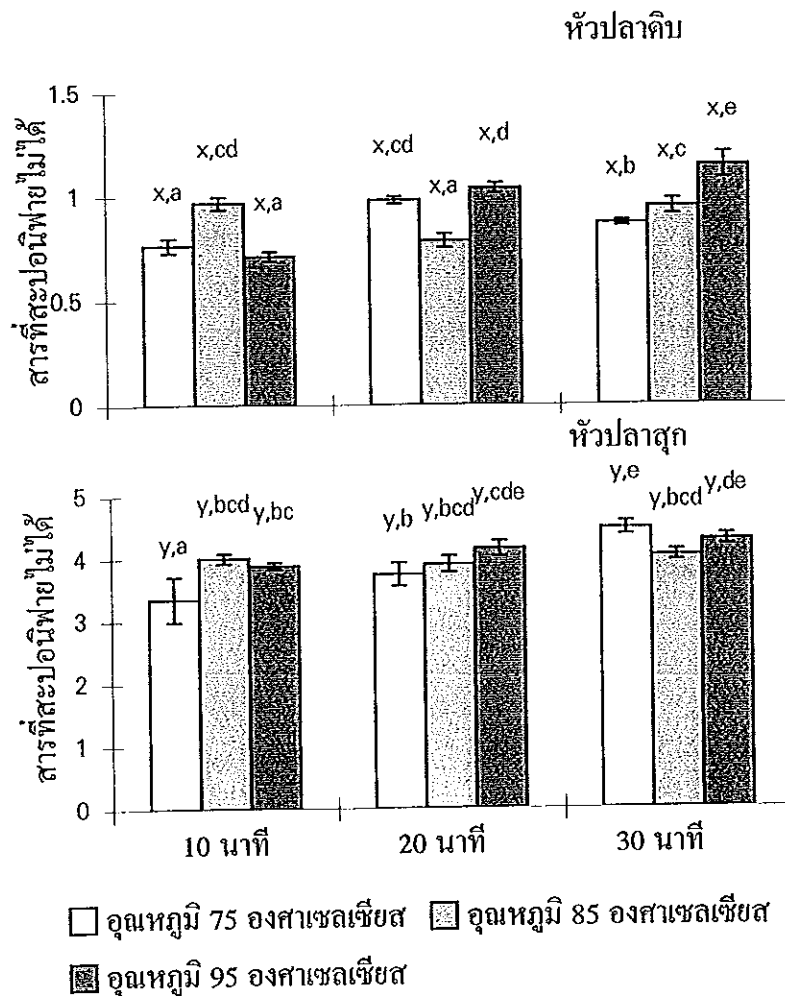 หัวปลาดิบ
สารที่สะปอนิฟายไม่ได้
1.5
1
0.5
0
x,a
x,cd
x,a
x,cd
x,a
x,d
x,b
x,c
x,e
หัวปลาสุก
สารที่สะปอนิฟายไม่ได้
5
4
3
2
1
0
y,a
y,bcd
y,bc
y,b
y,bcd
y,cde
y,e
y,bcd
y,de
10 นาที
20 นาที
30 นาที
อุณหภูมิ 75 องศาเซลเซียส
อุณหภูมิ 85 องศาเซลเซียส
อุณหภูมิ 95 องศาเซลเซียส